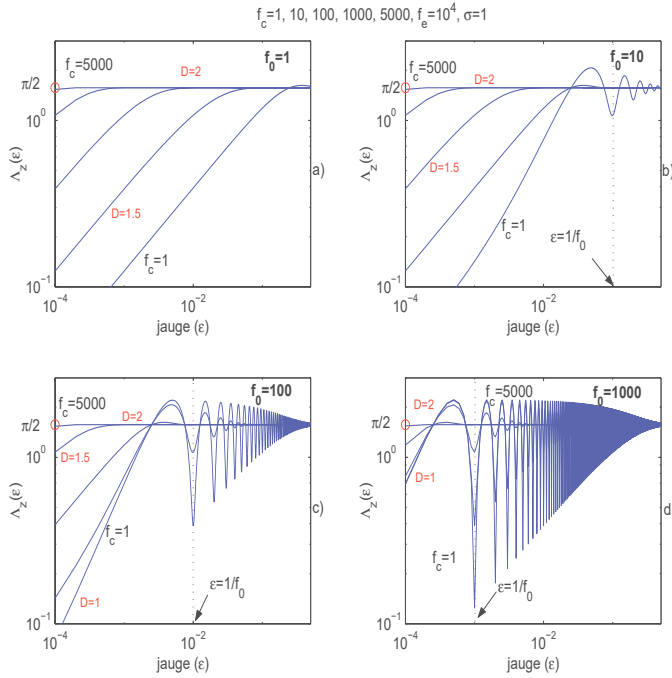 f_c=1, 10, 100, 1000, 5000, f_e=10^4, σ=1
f_c=5000
D=2
f_0=1
π/2
10^0
Λ_z(ε)
a)
D=1.5
f_c=1
10^-1
10^-4
10^-2
jauge (ε)
f_c=5000
D=2
f_0=10
π/2
10^0
Λ_z(ε)
b)
D=1.5
f_c=1
ε=1/f_0
10^-1
10^-4
10^-2
jauge (ε)
f_c=5000
D=2
f_0=100
π/2
D=1.5
10^0
Λ_z(ε)
c)
f_c=1
D=1
ε=1/f_0
10^-1
10^-4
10^-2
jauge (ε)
D=2
f_c=5000
f_0=1000
π/2
10^0
D=1
Λ_z(ε)
d
f_c=1
ε=1/f_0
10^-1
10^-4
10^-2
jauge (ε)